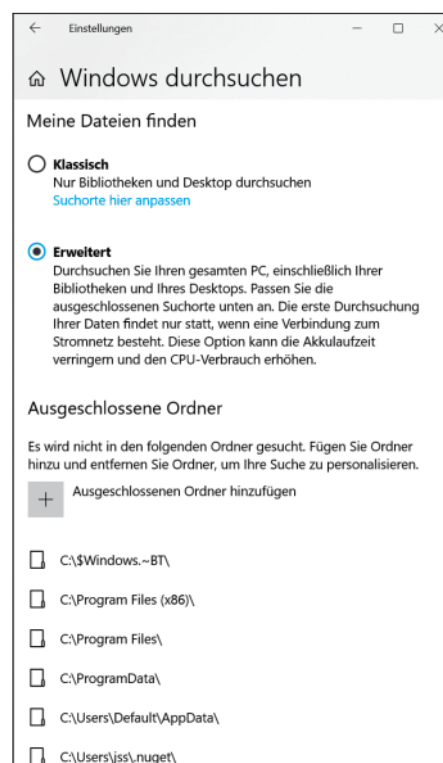 Einstellungen
Windows durchsuchen
Meine Dateien finden
Klassisch
Nur Bibliotheken und Desktop durchsuchen
Suchorte hier anpassen
Erweitert
Durchsuchen Sie Ihren gesamten PC, einschließlich Ihrer
Bibliotheken und Ihres Desktops. Passen Sie die
ausgeschlossenen Suchorte unten an. Die erste Durchsuchung
Ihrer Daten findet nur statt, wenn eine Verbindung zum
Stromnetz besteht. Diese Option kann die Akkulaufzeit
verringern und den CPU-Verbrauch erhöhen.
Ausgeschlossene Ordner
Es wird nicht in den folgenden Ordner gesucht. Fügen Sie Ordner
hinzu und entfernen Sie Ordner, um Ihre Suche zu personalisieren.
Ausgeschlossenen Ordner hinzufügen
C:\$Windows.~BT\
C:\Program Files (x86)\
C:\Program Files\
C:\ProgramData\
C:\Users\Default\AppData\
C:\Users\jss\.nuget\